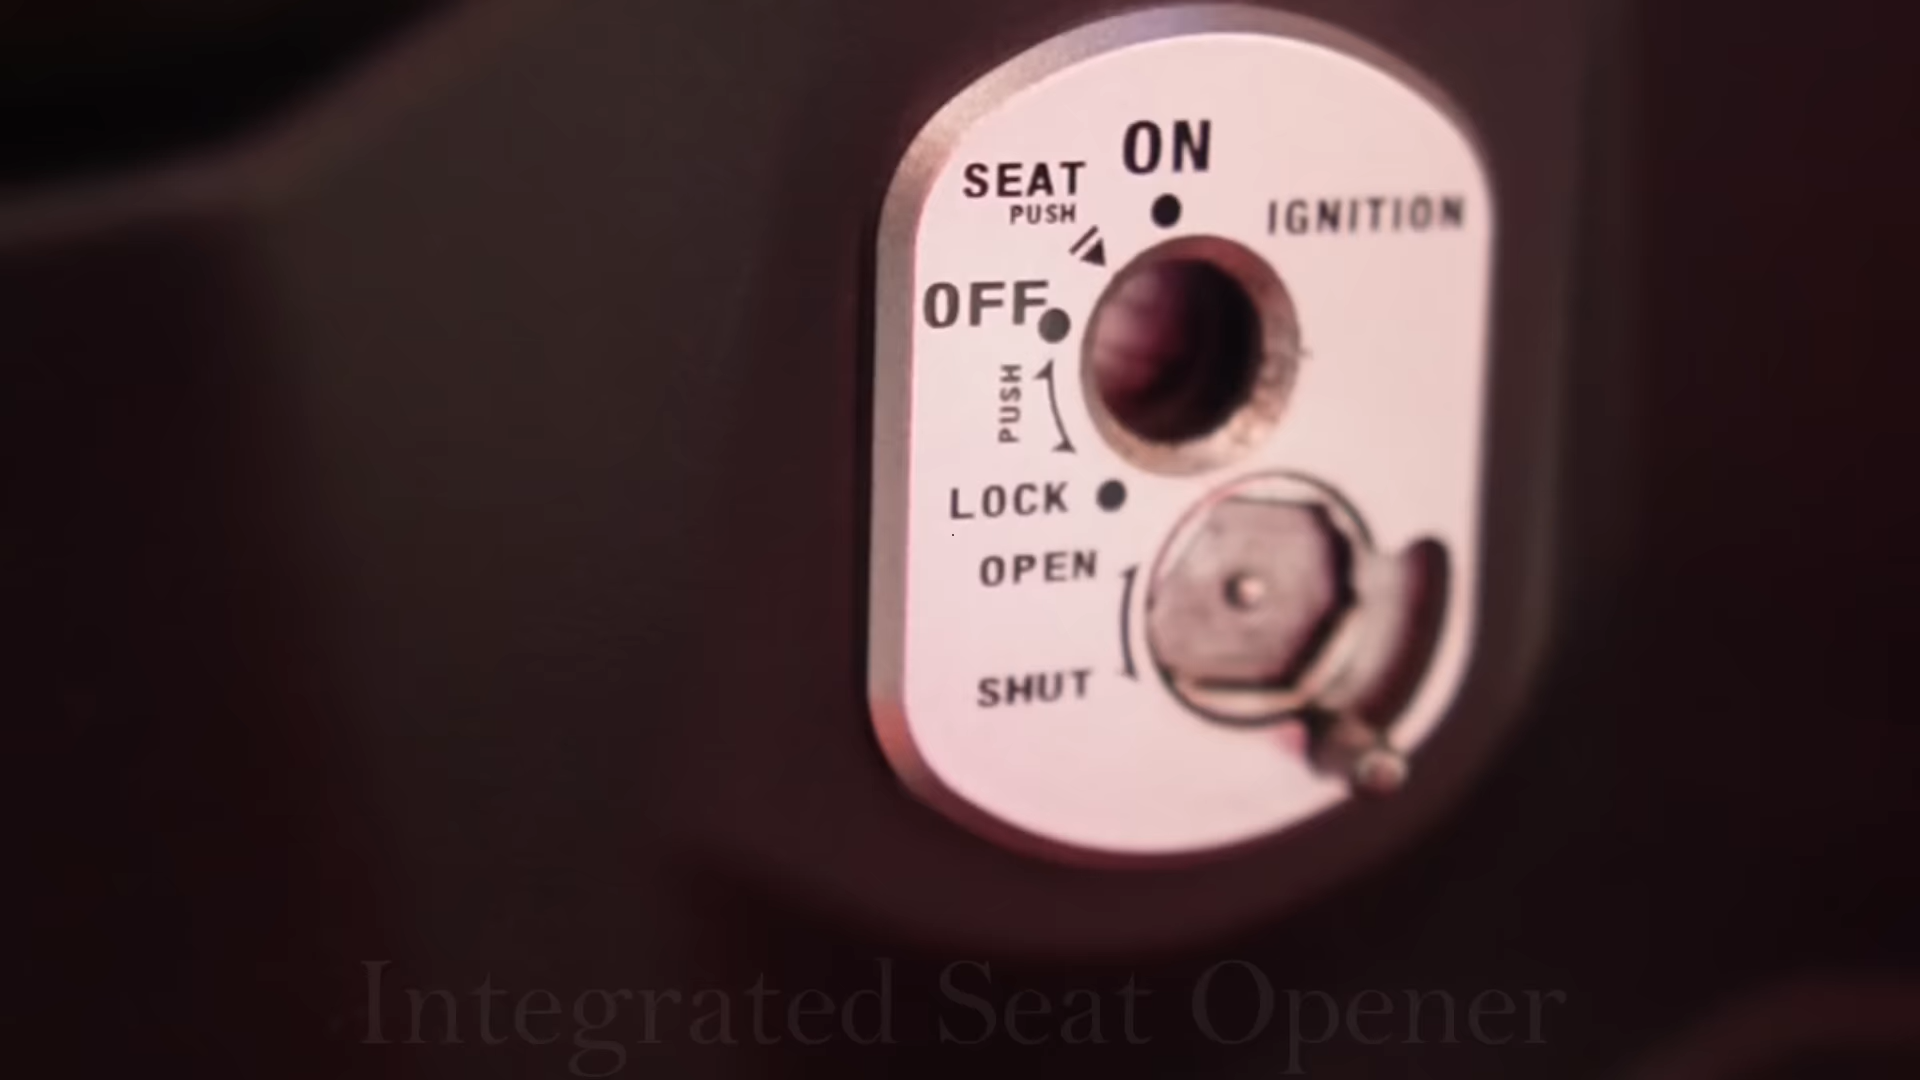 ON
SEAT
PUSH
IGNITION
OFF
PUSH
LOCK
OPEN
SHUT
Integrated Seat Opener